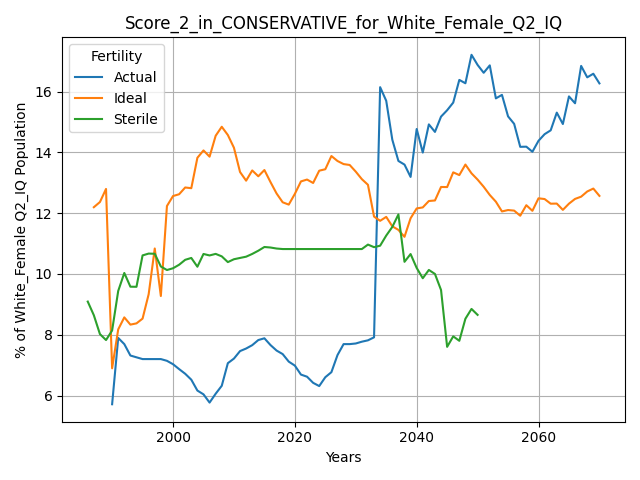 Score_2_in_CONSERVATIVE_for_White_Female_Q2_IQ
Fertility
Actual
Ideal
Sterile
% of White_Female Q2_IQ Population
16
14
12
10
8
6
2000
2020
2040
2060
Years